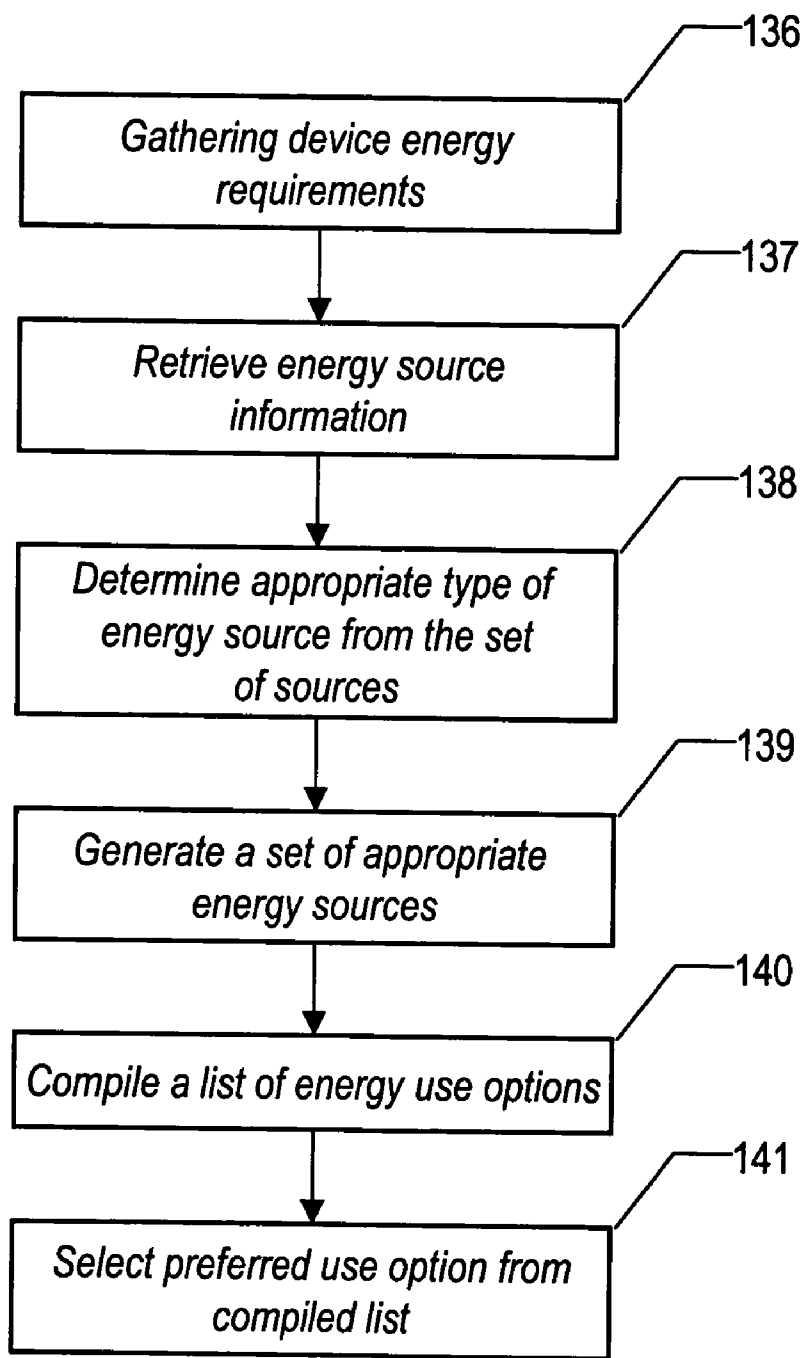 136
Gathering device energy
requirements
137
Retrieve energy source
information
138
Determine appropriate type of
energy source from the set
of sources
139
Generate a set of appropriate
energy sources
140
Compile a list of energy use options
141
Select preferred use option from
compiled list